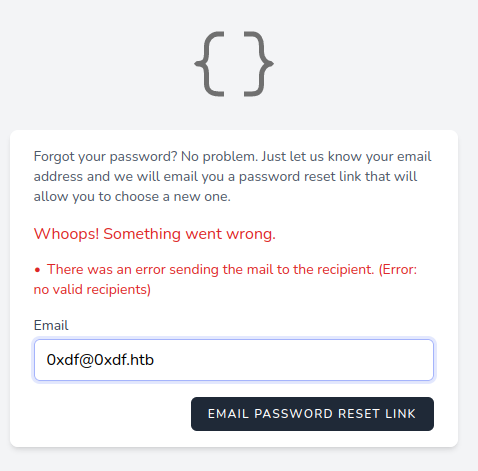 { }
Forgot your password? No problem. Just let us know your email
address and we will email you a password reset link that will
allow you to choose a new one.
Whoops! Something went wrong.
• There was an error sending the mail to the recipient. (Error:
no valid recipients)
Email
0xdf@0xdf.htb
EMAIL PASSWORD RESET LINK